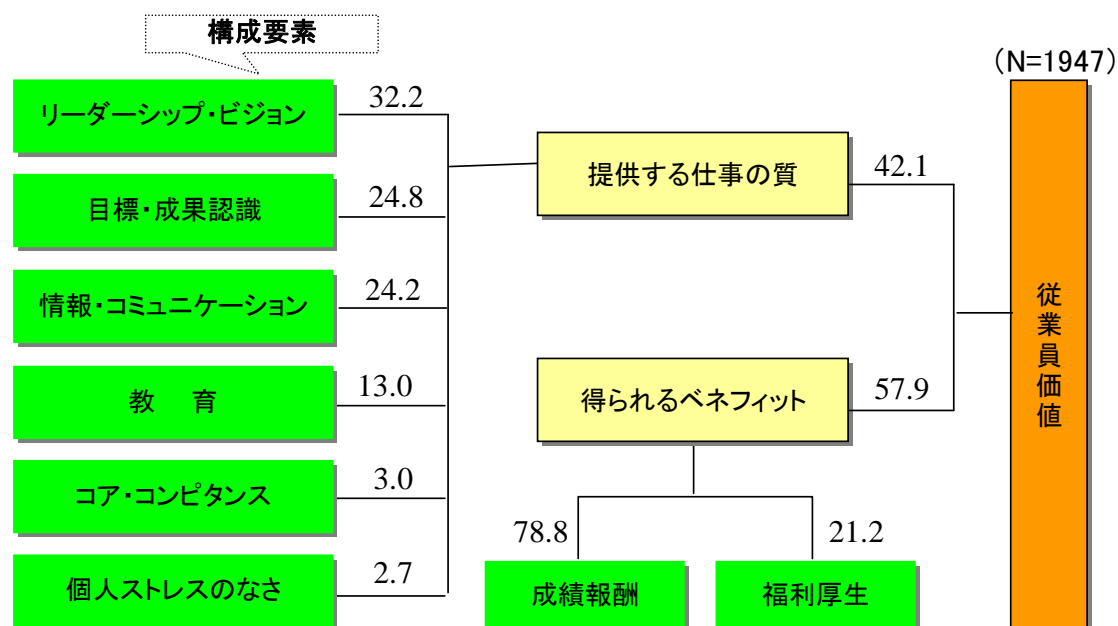 構成要素
(N=1947)
リーダーシップ・ビジョン
32.2
目標・成果認識
24.8
情報・コミュニケーション
24.2
教 育
13.0
コア・コンピタンス
3.0
個人ストレスのなさ
2.7
提供する仕事の質
42.1
得られるベネフィット
57.9
78.8
21.2
成績報酬
福利厚生
従業員価値